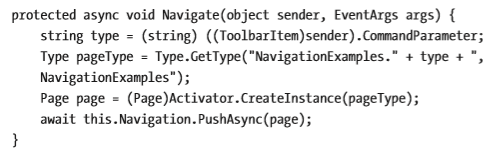 protected async void Navigate(object sender, EventArgs args) {
    string type = (string) ((ToolbarItem)sender).CommandParameter;
    Type pageType = Type.GetType("NavigationExamples." + type + ",
    NavigationExamples");
    Page page = (Page)Activator.CreateInstance(pageType);
    await this.Navigation.PushAsync(page);
}